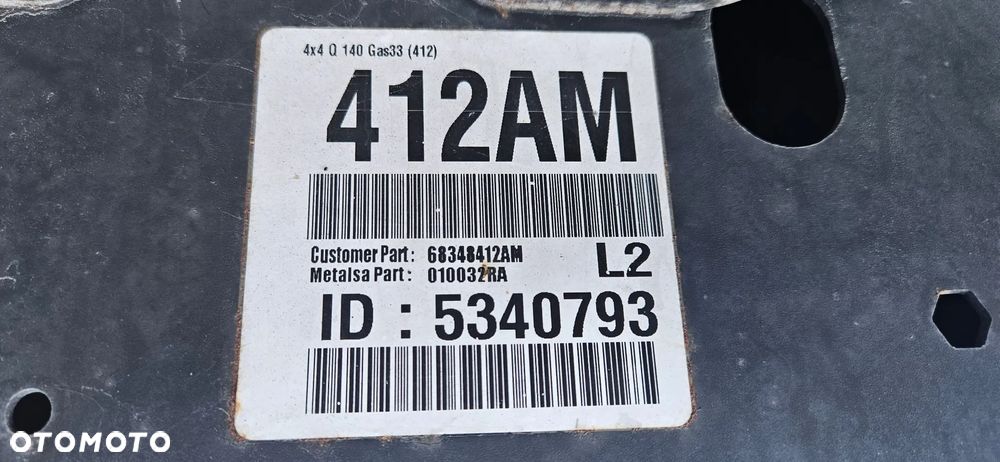 4x4 Q 140 Gas33 (412)
412AM
Customer Part: 68348412AM
Metalsa Part: 010032RA
L2
ID : 5340793
OTOMOTO